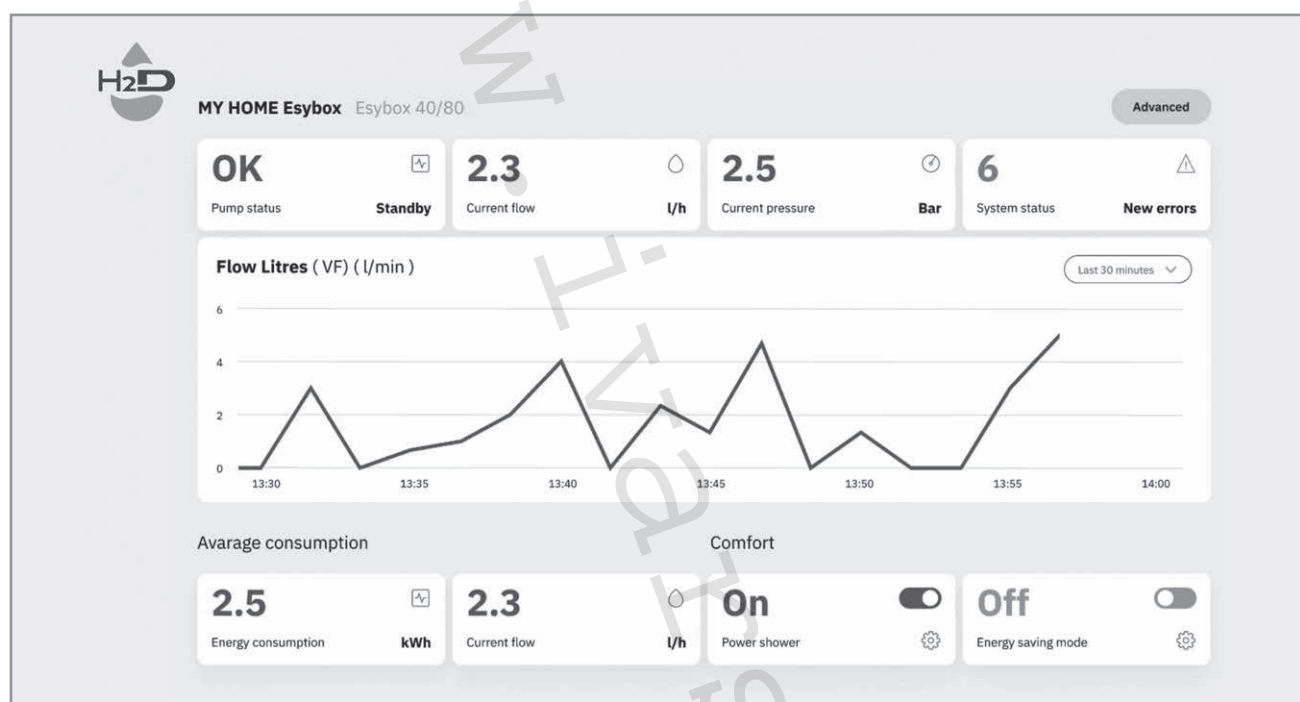 H2D
MY HOME Esybox Esybox 40/80
Advanced
OK
Pump status Standby
2.3
Current flow l/h
2.5
Current pressure Bar
6
System status New errors
Flow Litres ( VF) ( l/min )
Last 30 minutes
6
4
2
0
13:30 13:35 13:40 13:45 13:50 13:55 14:00
Avarage consumption
Comfort
2.5
Energy consumption kWh
2.3
Current flow l/h
On
Power shower
Off
Energy saving mode